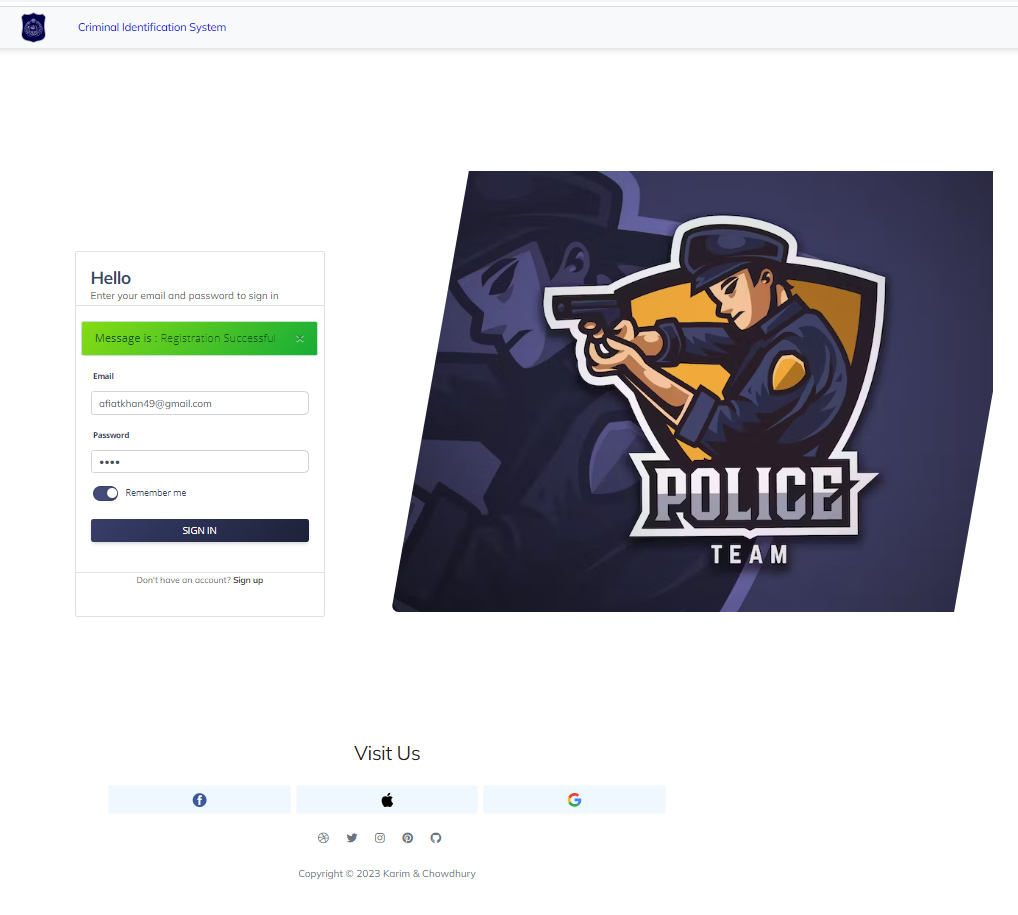 Criminal Identification System
Hello
Enter your email and password to sign in
Message is : Registration Successful ×
Email
afiatkhan49@gmail.com
Password
••••
Remember me
SIGN IN
Don't have an account? Sign up
POLICE
TEAM
Visit Us
Copyright © 2023 Karim & Chowdhury